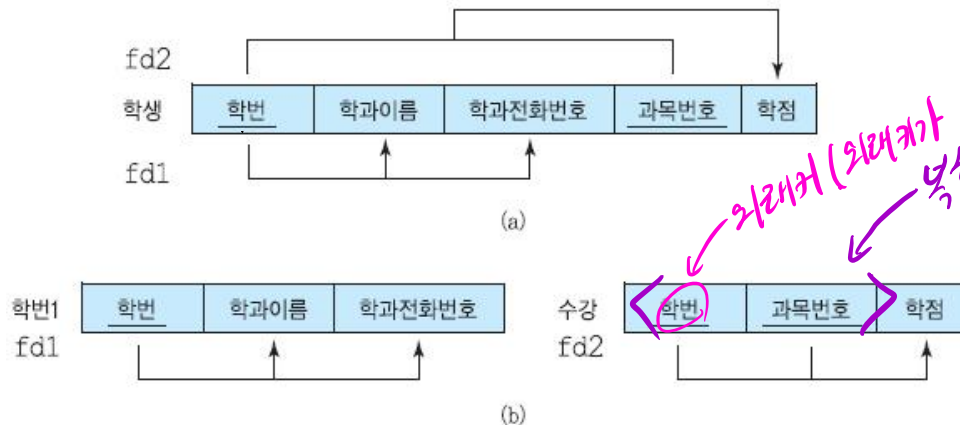 fd2
학생 학번 학과이름 학과전화번호 과목번호 학점
fd1
(a)
외래키 (외래키가
학번1 학번 학과이름 학과전화번호
fd1
수강 학번 과목번호 학점
fd2
(b)